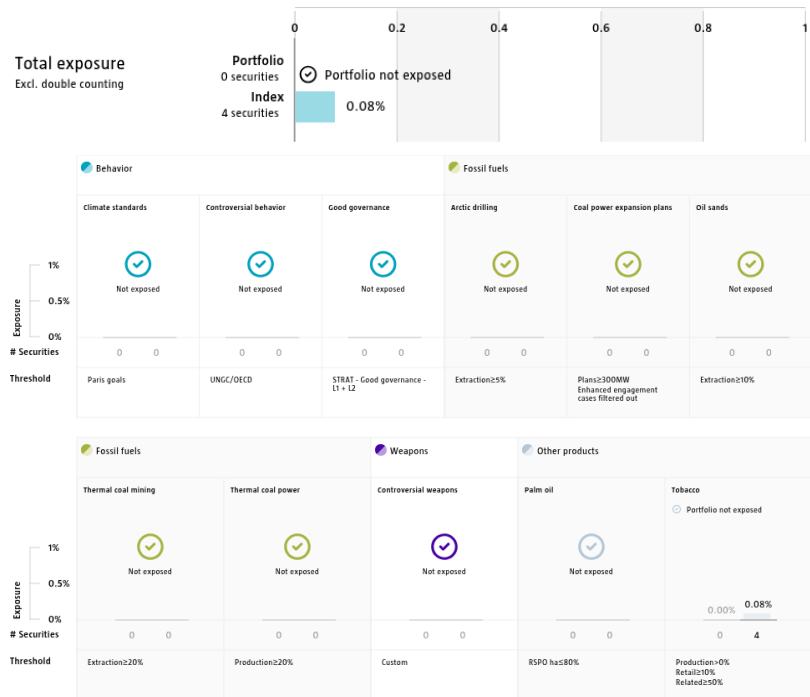 0 0.2 0.4 0.6 0.8 1
Total exposure
Excl. double counting
Portfolio
0 securities
Portfolio not exposed
Index
4 securities
0.08%
Behavior
Fossil fuels
Climate standards
Controversial behavior
Good governance
Arctic drilling
Coal power expansion plans
Oil sands
Not exposed
Not exposed
Not exposed
Not exposed
Not exposed
Not exposed
Exposure
1%
0.5%
0%
# Securities
0 0 0 0 0 0 0 0 0 0 0 0
Threshold
Paris goals
UNGC/OECD
STRAT - Good governance -
L1 + L2
Extraction≥5%
Plans≥300MW
Enhanced engagement
cases filtered out
Extraction≥10%
Fossil fuels
Weapons
Other products
Thermal coal mining
Thermal coal power
Controversial weapons
Palm oil
Tobacco
Portfolio not exposed
Not exposed
Not exposed
Not exposed
Not exposed
Exposure
1%
0.5%
0%
0.00% 0.08%
# Securities
0 0 0 0 0 0 0 0 0 4
Threshold
Extraction≥20%
Production≥20%
Custom
RSPO ha≤80%
Production>0%
Retail≥10%
Related≥50%